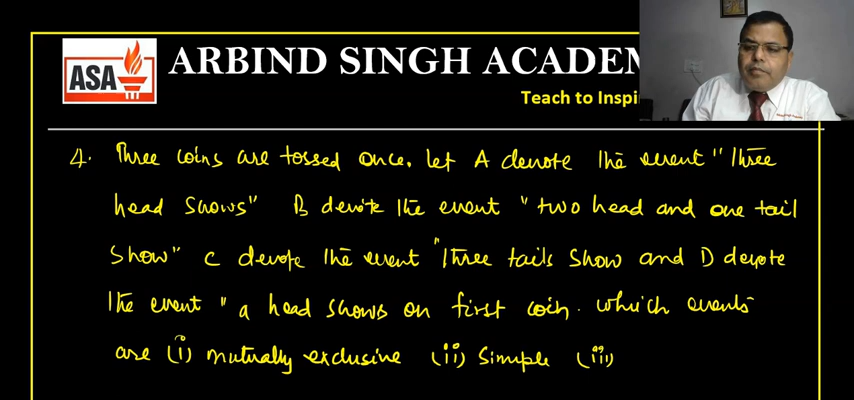 ASA
ARBIND SINGH ACADEM
Teach to Inspi
4. Three coins are tossed once. Let A denote the event "Three
head shows" B denote the event "two head and one tail
show" C denote the event "Three tails show and D denote
the event "a head shows on first coin. which events
are (i) mutually exclusive (ii) simple (iii)